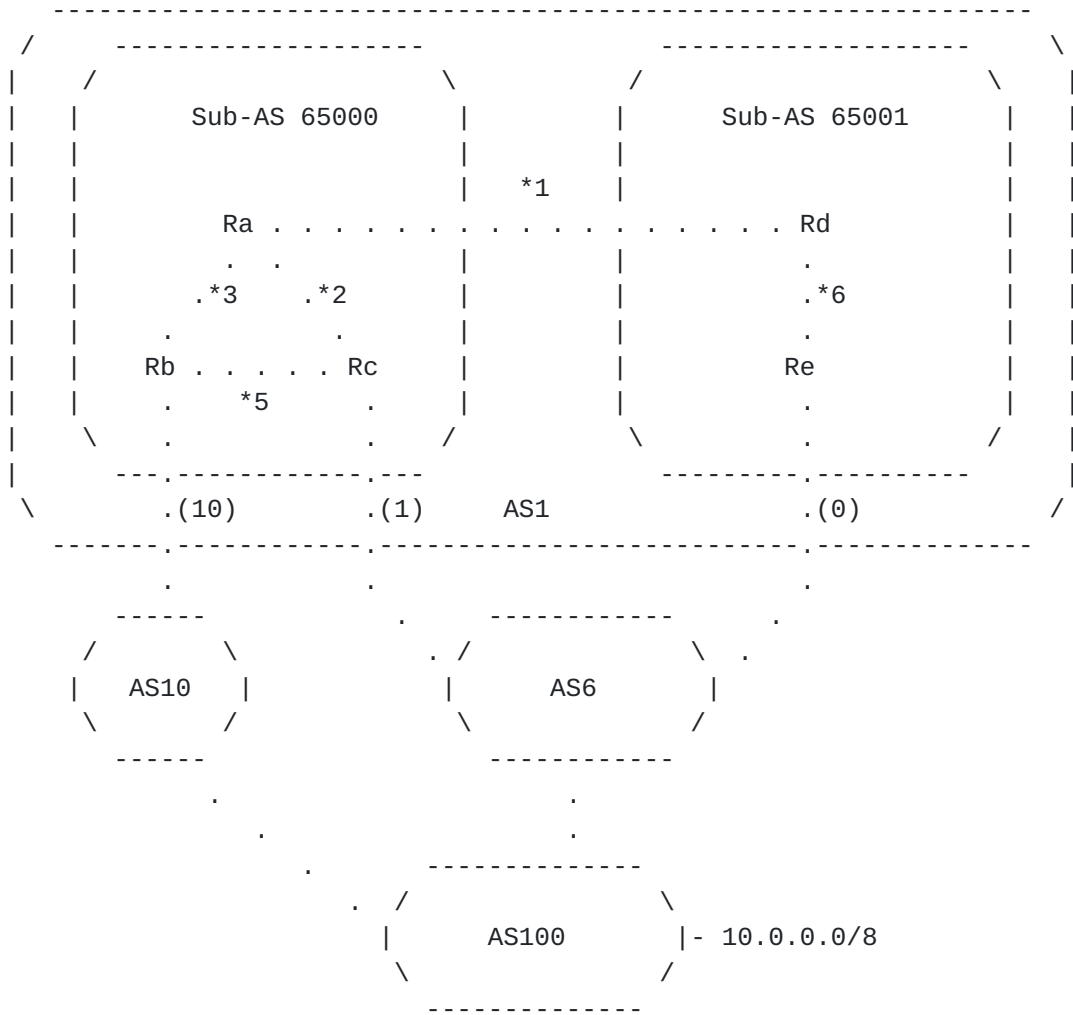 Sub-AS 65000 Sub-AS 65001
*1
Ra Rd
*3 *2 *6
Rb Rc Re
*5
(10) (1) AS1 (0)
AS10 AS6
AS100 10.0.0.0/8